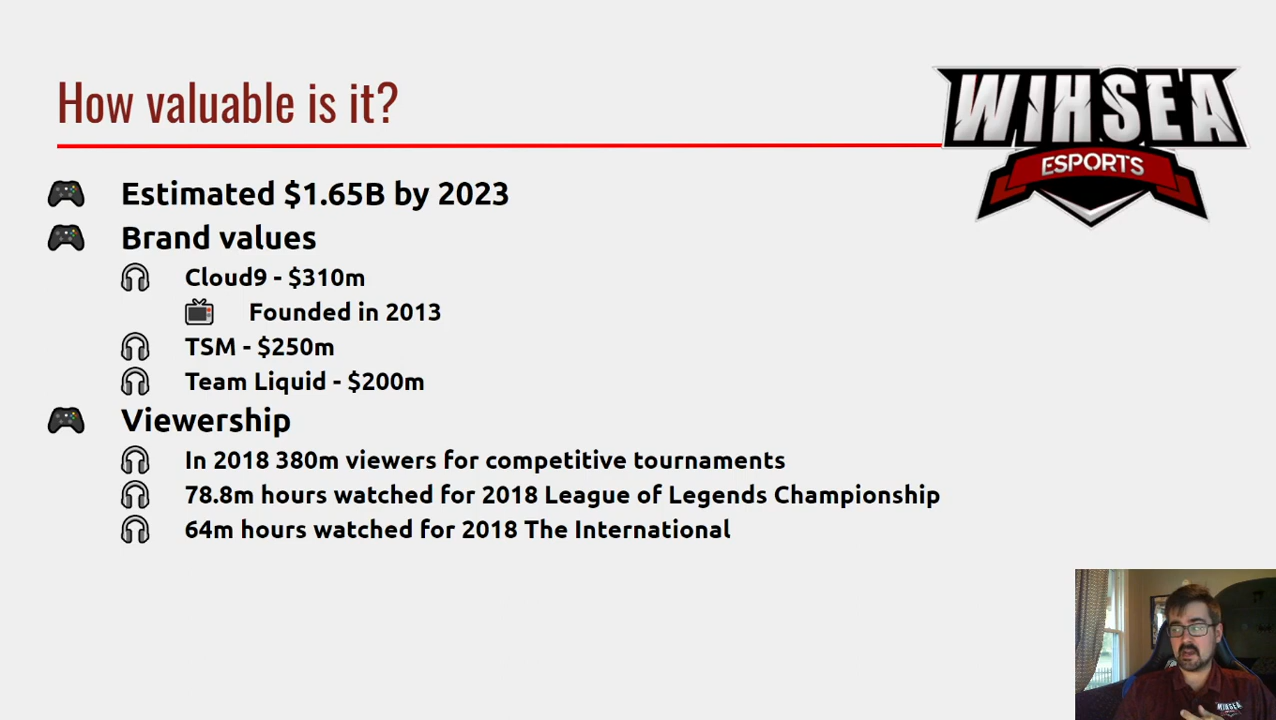 How valuable is it?
WIHSEA
ESPORTS
Estimated $1.65B by 2023
Brand values
Cloud9 - $310m
Founded in 2013
TSM - $250m
Team Liquid - $200m
Viewership
In 2018 380m viewers for competitive tournaments
78.8m hours watched for 2018 League of Legends Championship
64m hours watched for 2018 The International
WIHSEA